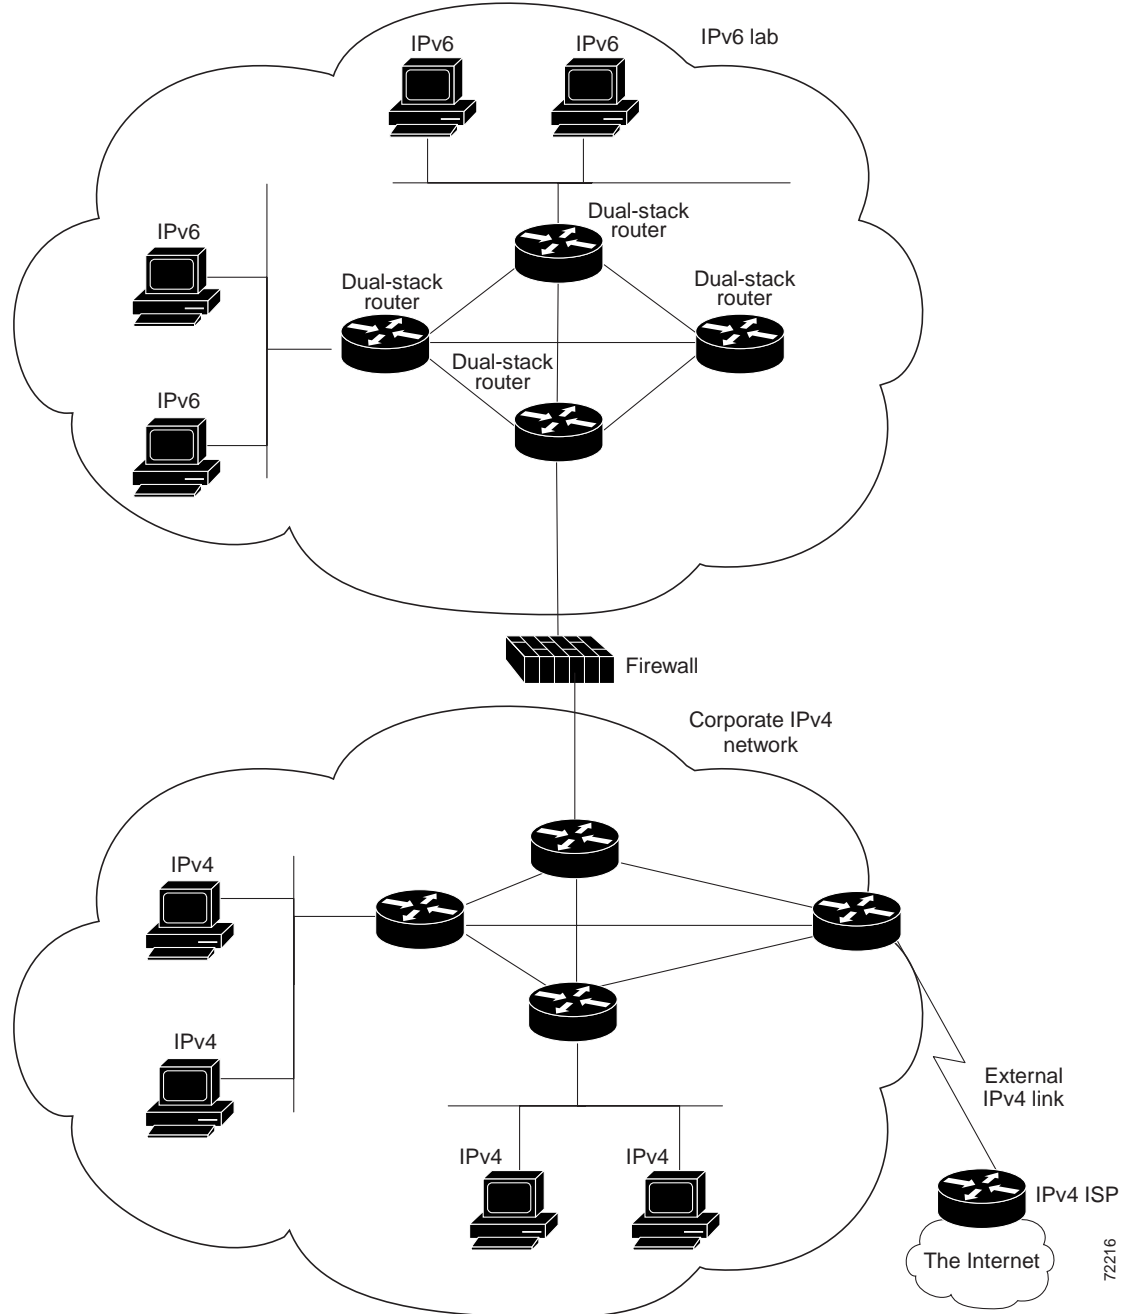 IPv6
IPv6
IPv6 lab
Dual-stack
router
IPv6
Dual-stack
router
Dual-stack
router
Dual-stack
router
IPv6
Firewall
Corporate IPv4
network
IPv4
IPv4
External
IPv4 link
IPv4
IPv4
IPv4 ISP
The Internet
72216